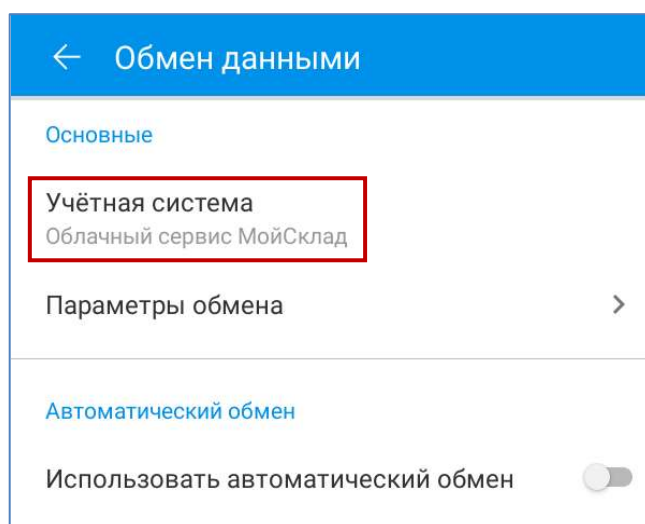 Обмен данными
Основные
Учётная система
Облачный сервис МойСклад
Параметры обмена
Автоматический обмен
Использовать автоматический обмен